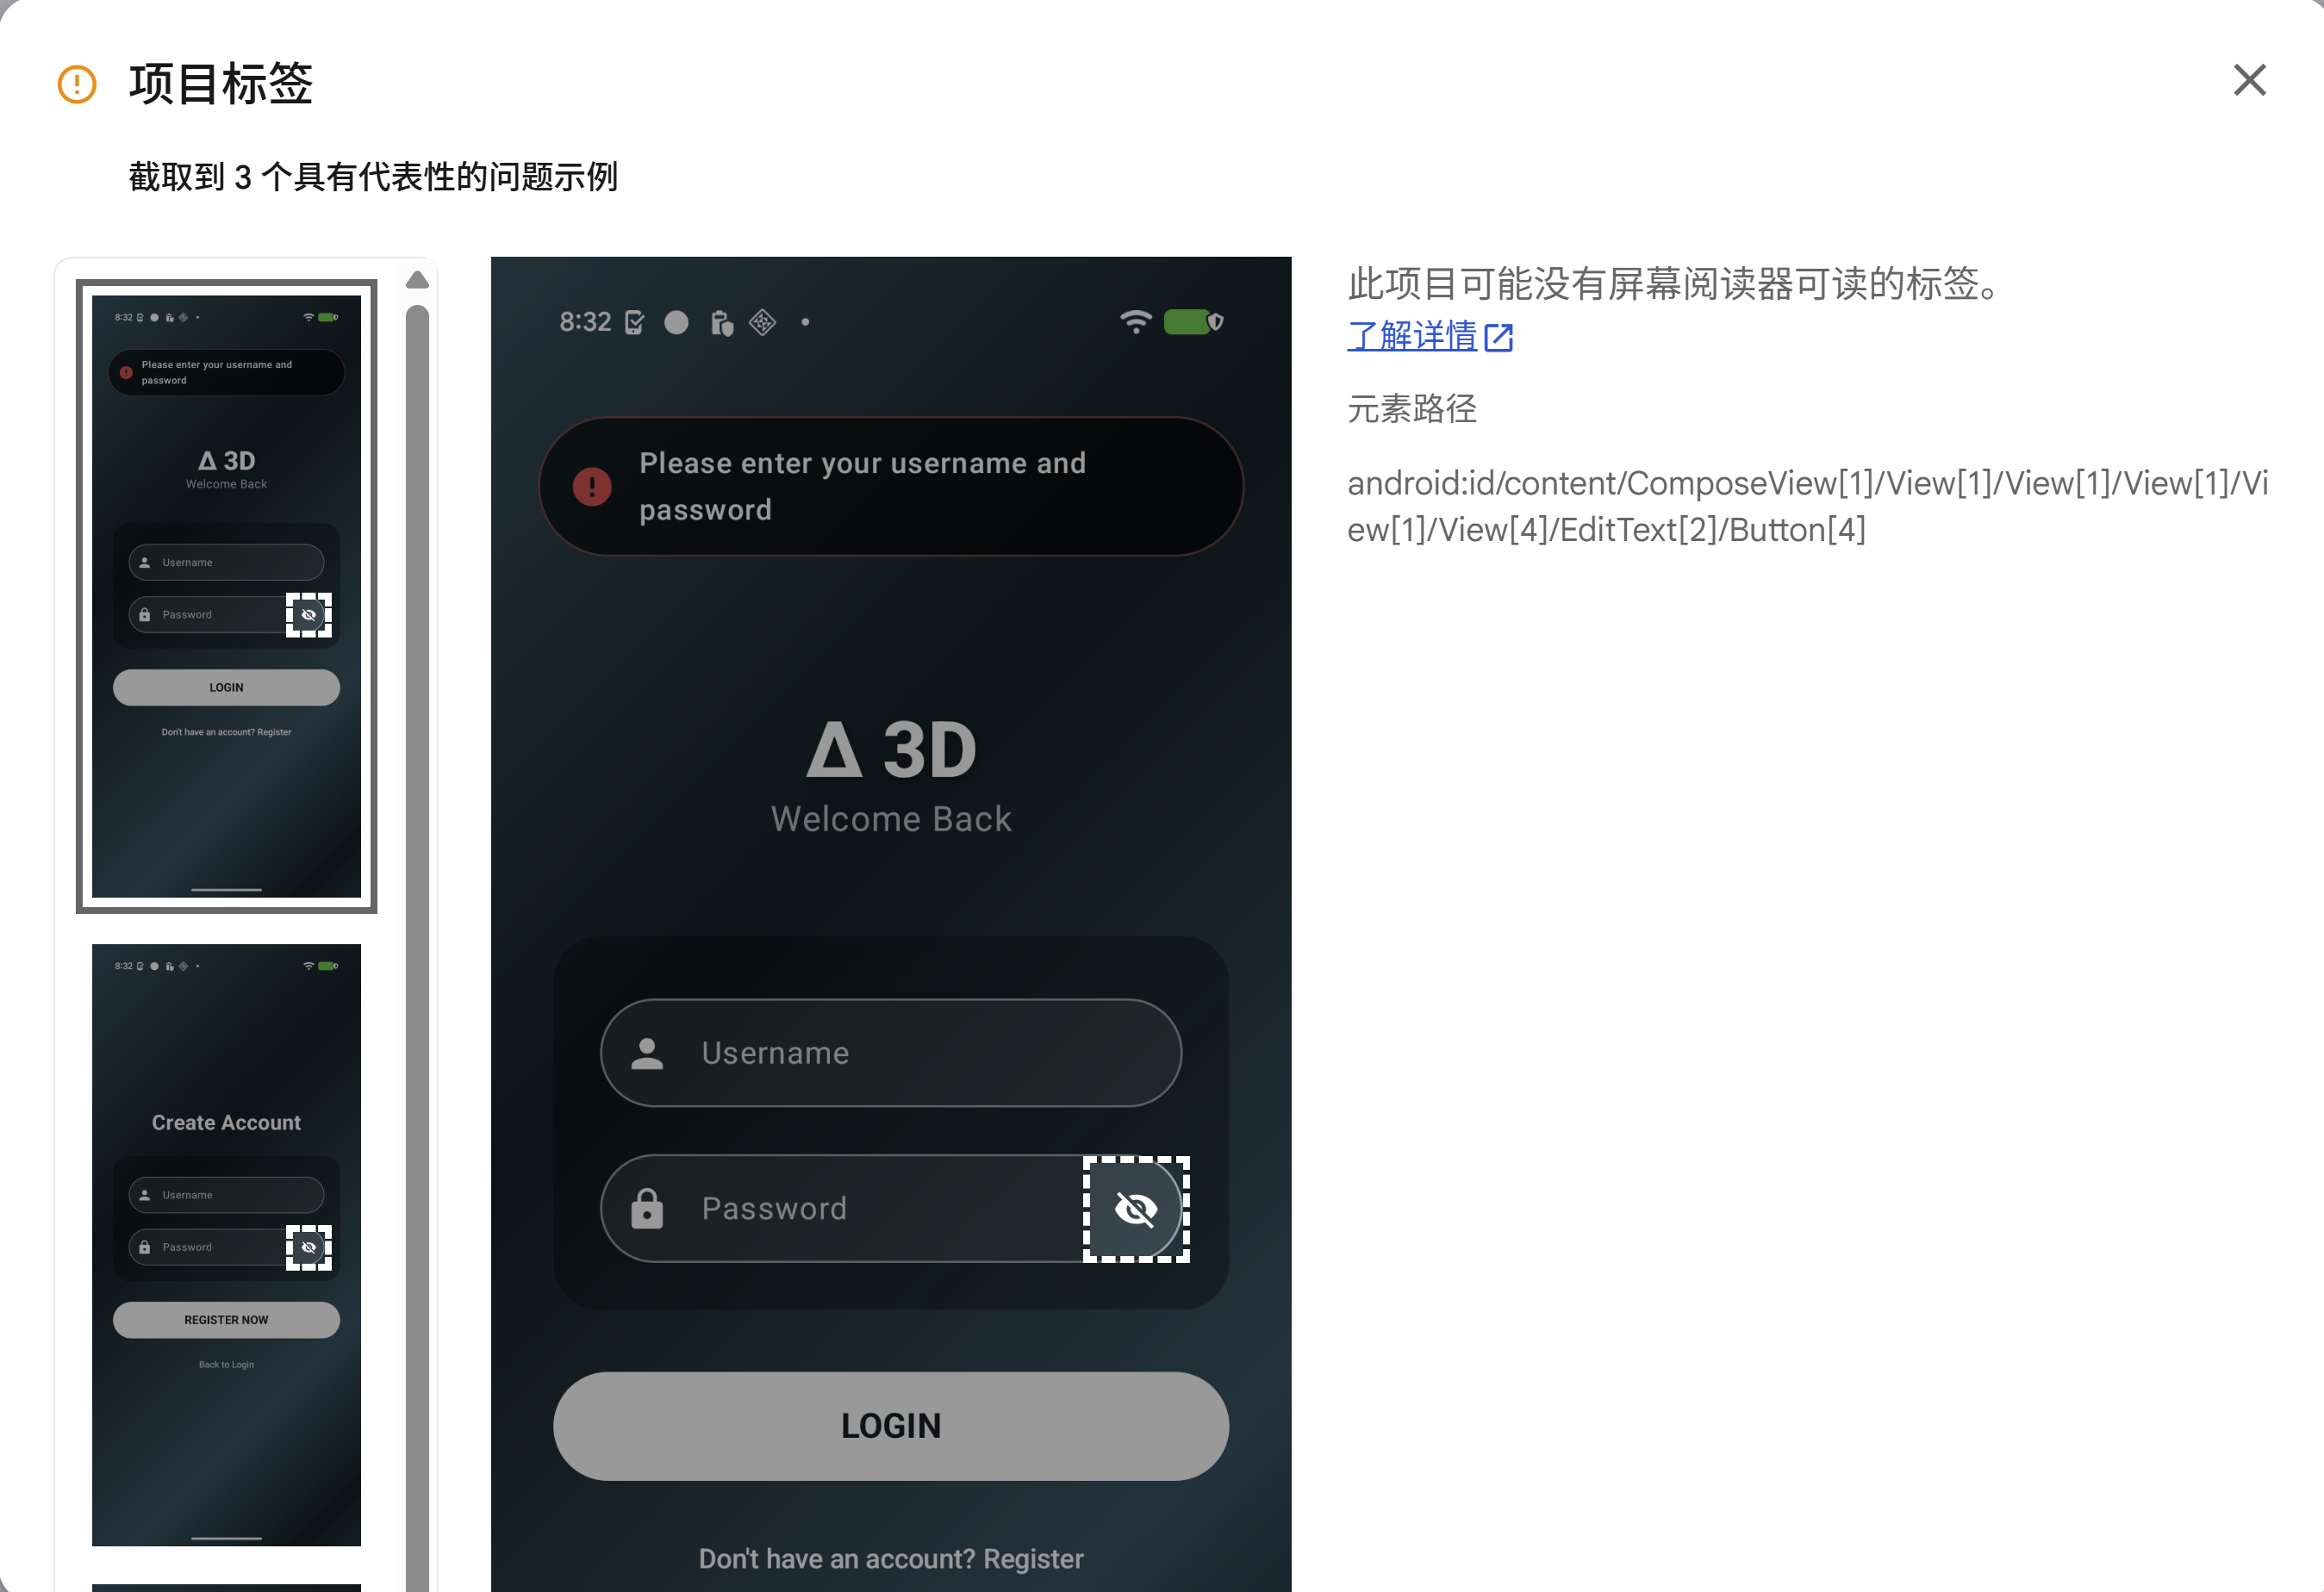 项目标签
截取到 3 个具有代表性的问题示例
8:32
Please enter your username and
password
Δ 3D
Welcome Back
Username
Password
LOGIN
Don't have an account? Register
8:32
Create Account
Username
Password
REGISTER NOW
Back to Login
8:32
Please enter your username and
password
Δ 3D
Welcome Back
Username
Password
LOGIN
Don't have an account? Register
此项目可能没有屏幕阅读器可读的标签。
了解详情
元素路径
android:id/content/ComposeView[1]/View[1]/View[1]/View[1]/Vi
ew[1]/View[4]/EditText[2]/Button[4]